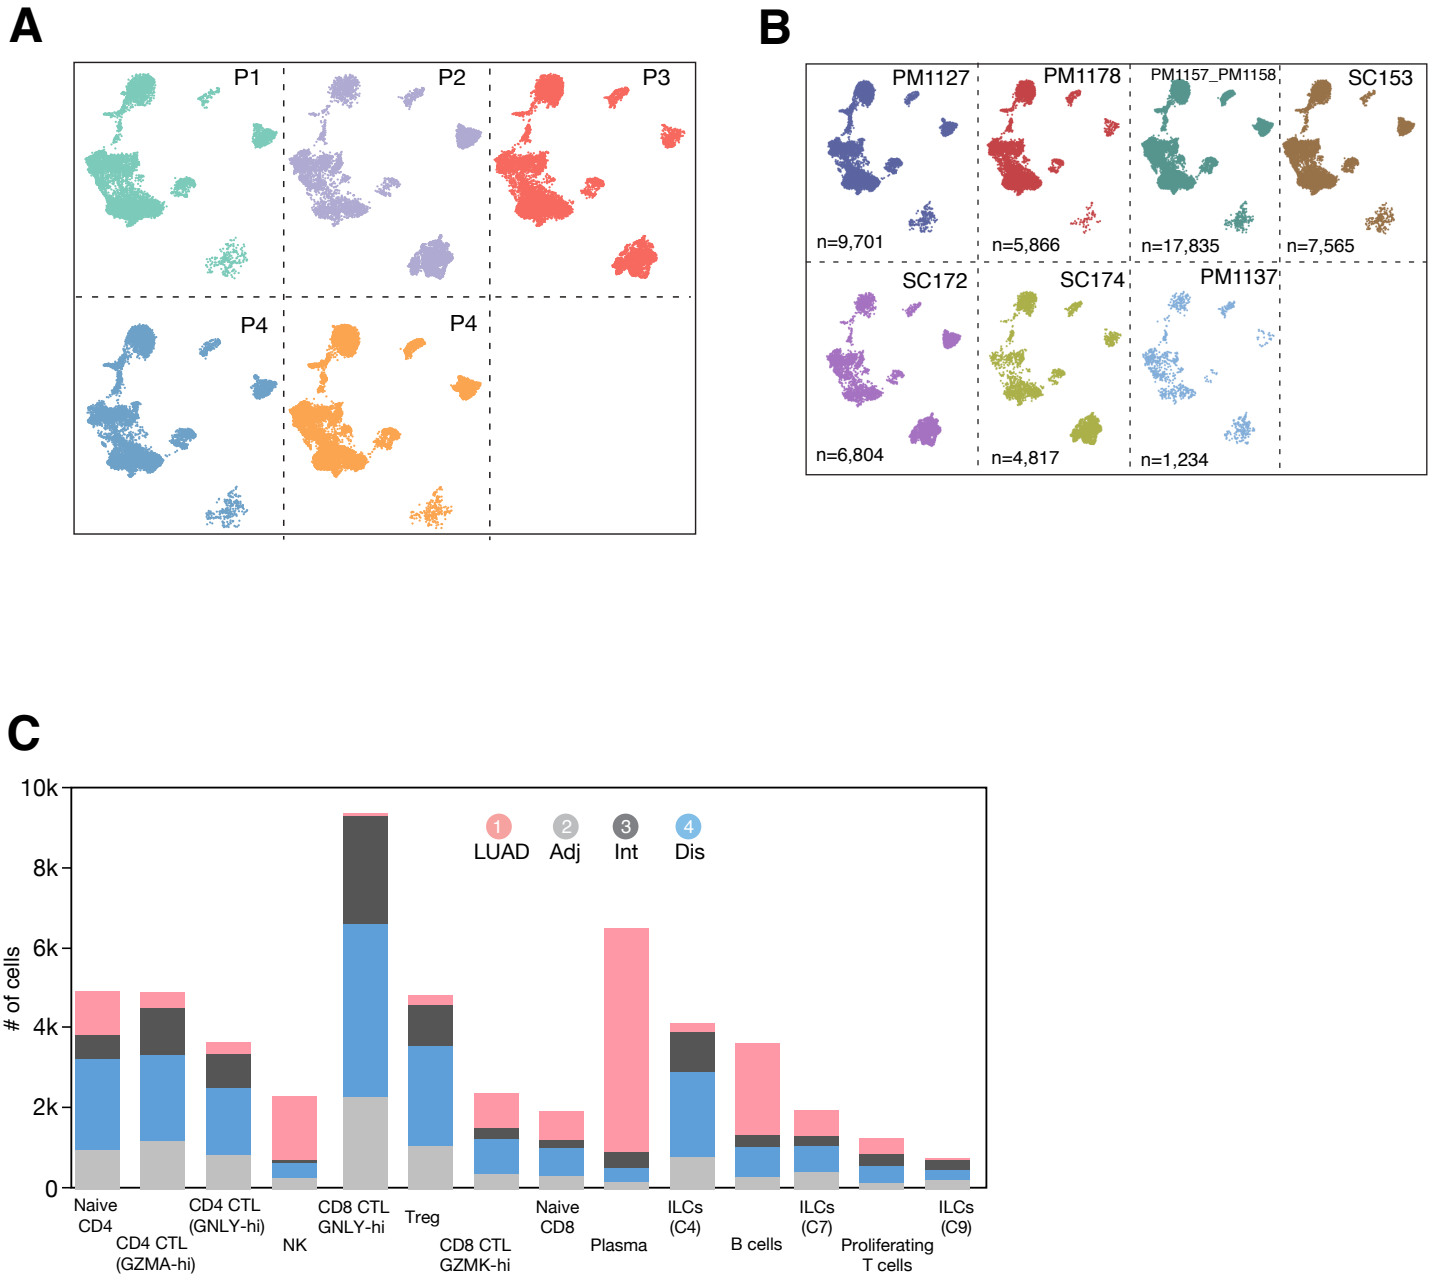 A
B
P1
P2
P3
P4
P4
PM1127
PM1178
PM1157_PM1158
SC153
n=9,701
n=5,866
n=17,835
n=7,565
SC172
SC174
PM1137
n=6,804
n=4,817
n=1,234
C
10k
8k
6k
4k
2k
0
# of cells
1
2
3
4
LUAD
Adj
Int
Dis
Naive
CD4
CD4 CTL
(GZMA-hi)
CD4 CTL
(GNLY-hi)
NK
CD8 CTL
GNLY-hi
Treg
CD8 CTL
GZMK-hi
Naive
CD8
Plasma
ILCs
(C4)
B cells
ILCs
(C7)
Proliferating
T cells
ILCs
(C9)